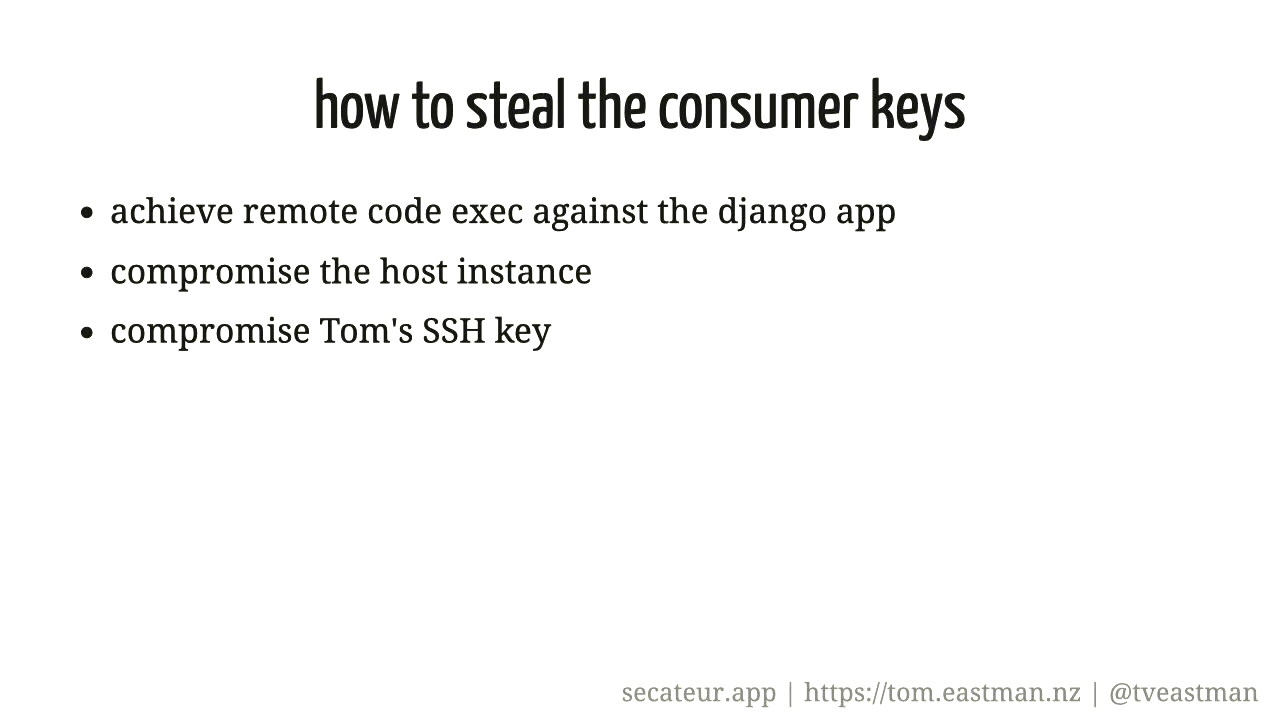 how to steal the consumer keys
• achieve remote code exec against the django app
• compromise the host instance
• compromise Tom's SSH key
secateur.app | https://tom.eastman.nz | @tveastman